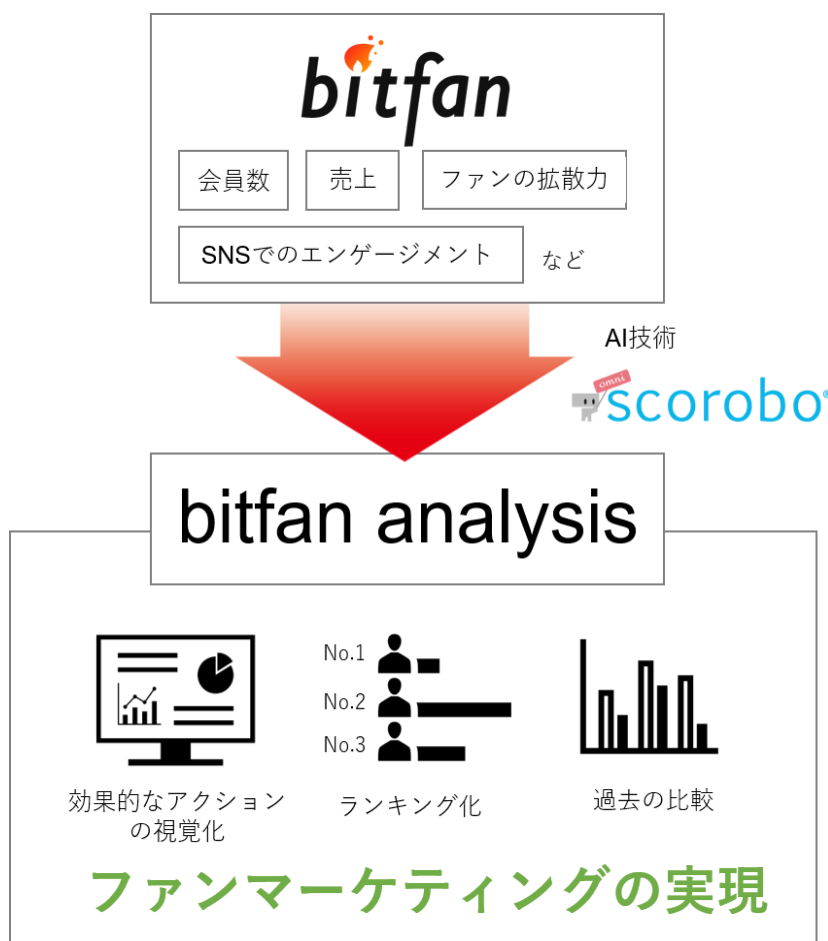 bitfan
会員数
売上
ファンの拡散力
SNSでのエンゲージメント
など
AI技術
omni
scorobo®
bitfan analysis
No.1
No.2
No.3
効果的なアクション
の視覚化
ランキング化
過去の比較
ファンマーケティングの実現